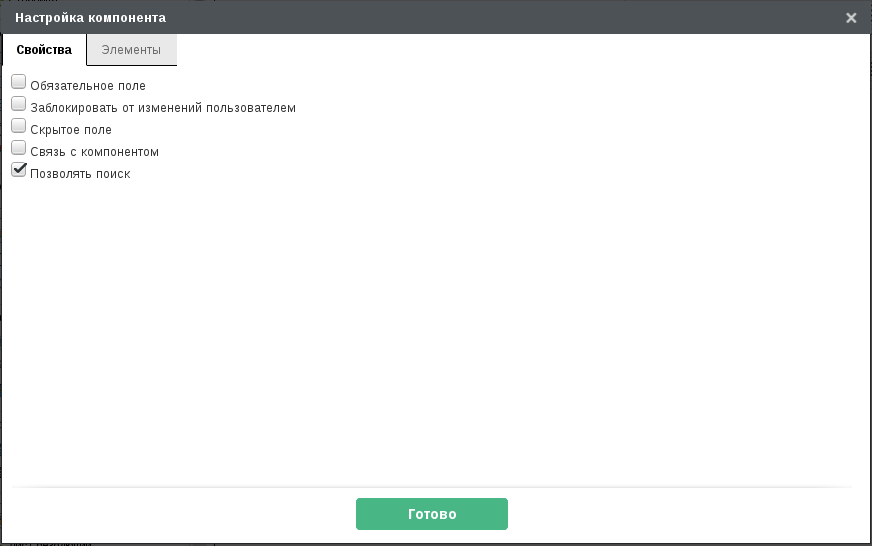 Настройка компонента
Свойства Элементы
Обязательное поле
Заблокировать от изменений пользователем
Скрытое поле
Связь с компонентом
Позволять поиск
Готово